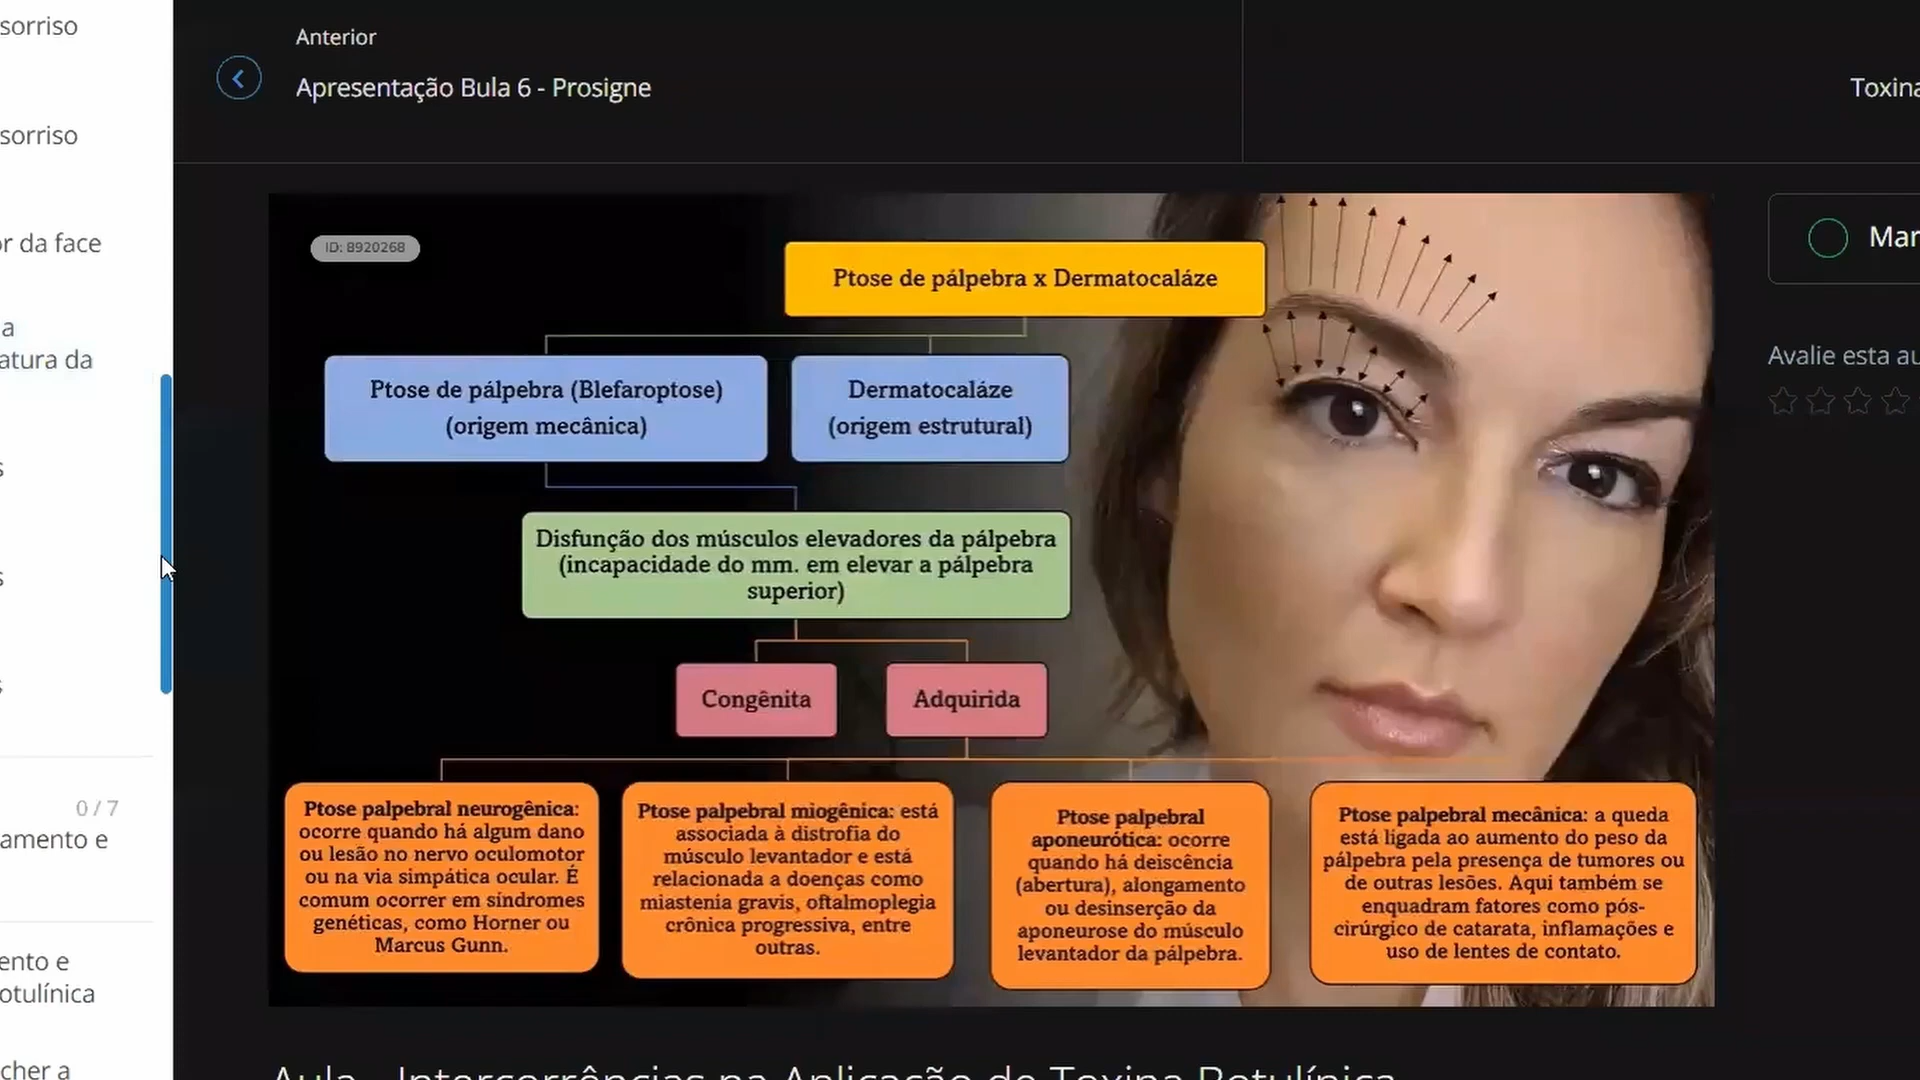 sorriso
sorriso
r da face
a
atura da
s
s
s
0 / 7
amento e
ento e
otulínica
cher a
Anterior
Apresentação Bula 6 - Prosigne
Toxina
ID: 8920268
Ptose de pálpebra x Dermatocaláze
Ptose de pálpebra (Blefaroptose)
(origem mecânica)
Dermatocaláze
(origem estrutural)
Disfunção dos músculos elevadores da pálpebra
(incapacidade do mm. em elevar a pálpebra
superior)
Congênita
Adquirida
Ptose palpebral neurogênica:
ocorre quando há algum dano
ou lesão no nervo oculomotor
ou na via simpática ocular. É
comum ocorrer em síndromes
genéticas, como Horner ou
Marcus Gunn.
Ptose palpebral miogênica: está
associada à distrofia do
músculo levantador e está
relacionada a doenças como
miastenia gravis, oftalmoplegia
crônica progressiva, entre
outras.
Ptose palpebral
aponeurótica: ocorre
quando há deiscência
(abertura), alongamento
ou desinserção da
aponeurose do músculo
levantador da pálpebra.
Ptose palpebral mecânica: a queda
está ligada ao aumento do peso da
pálpebra pela presença de tumores ou
de outras lesões. Aqui também se
enquadram fatores como pós-
cirúrgico de catarata, inflamações e
uso de lentes de contato.
Mar
Avalie esta au
Aula - Intercorrências na Aplicação de Toxina Botulínica